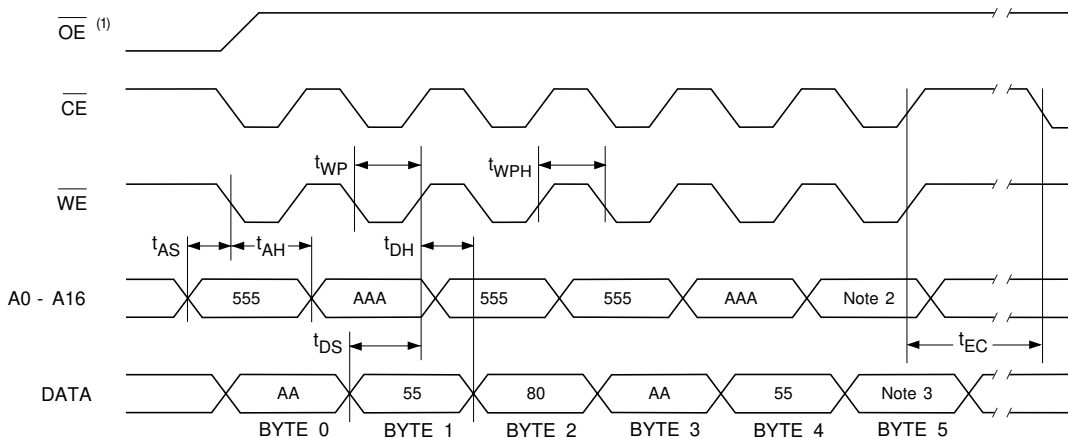 OE (1)
CE
tWP tWPH
WE
tAS tAH tDH
A0 - A16 555 AAA 555 555 AAA Note 2
tDS tEC
DATA AA 55 80 AA 55 Note 3
BYTE 0 BYTE 1 BYTE 2 BYTE 3 BYTE 4 BYTE 5